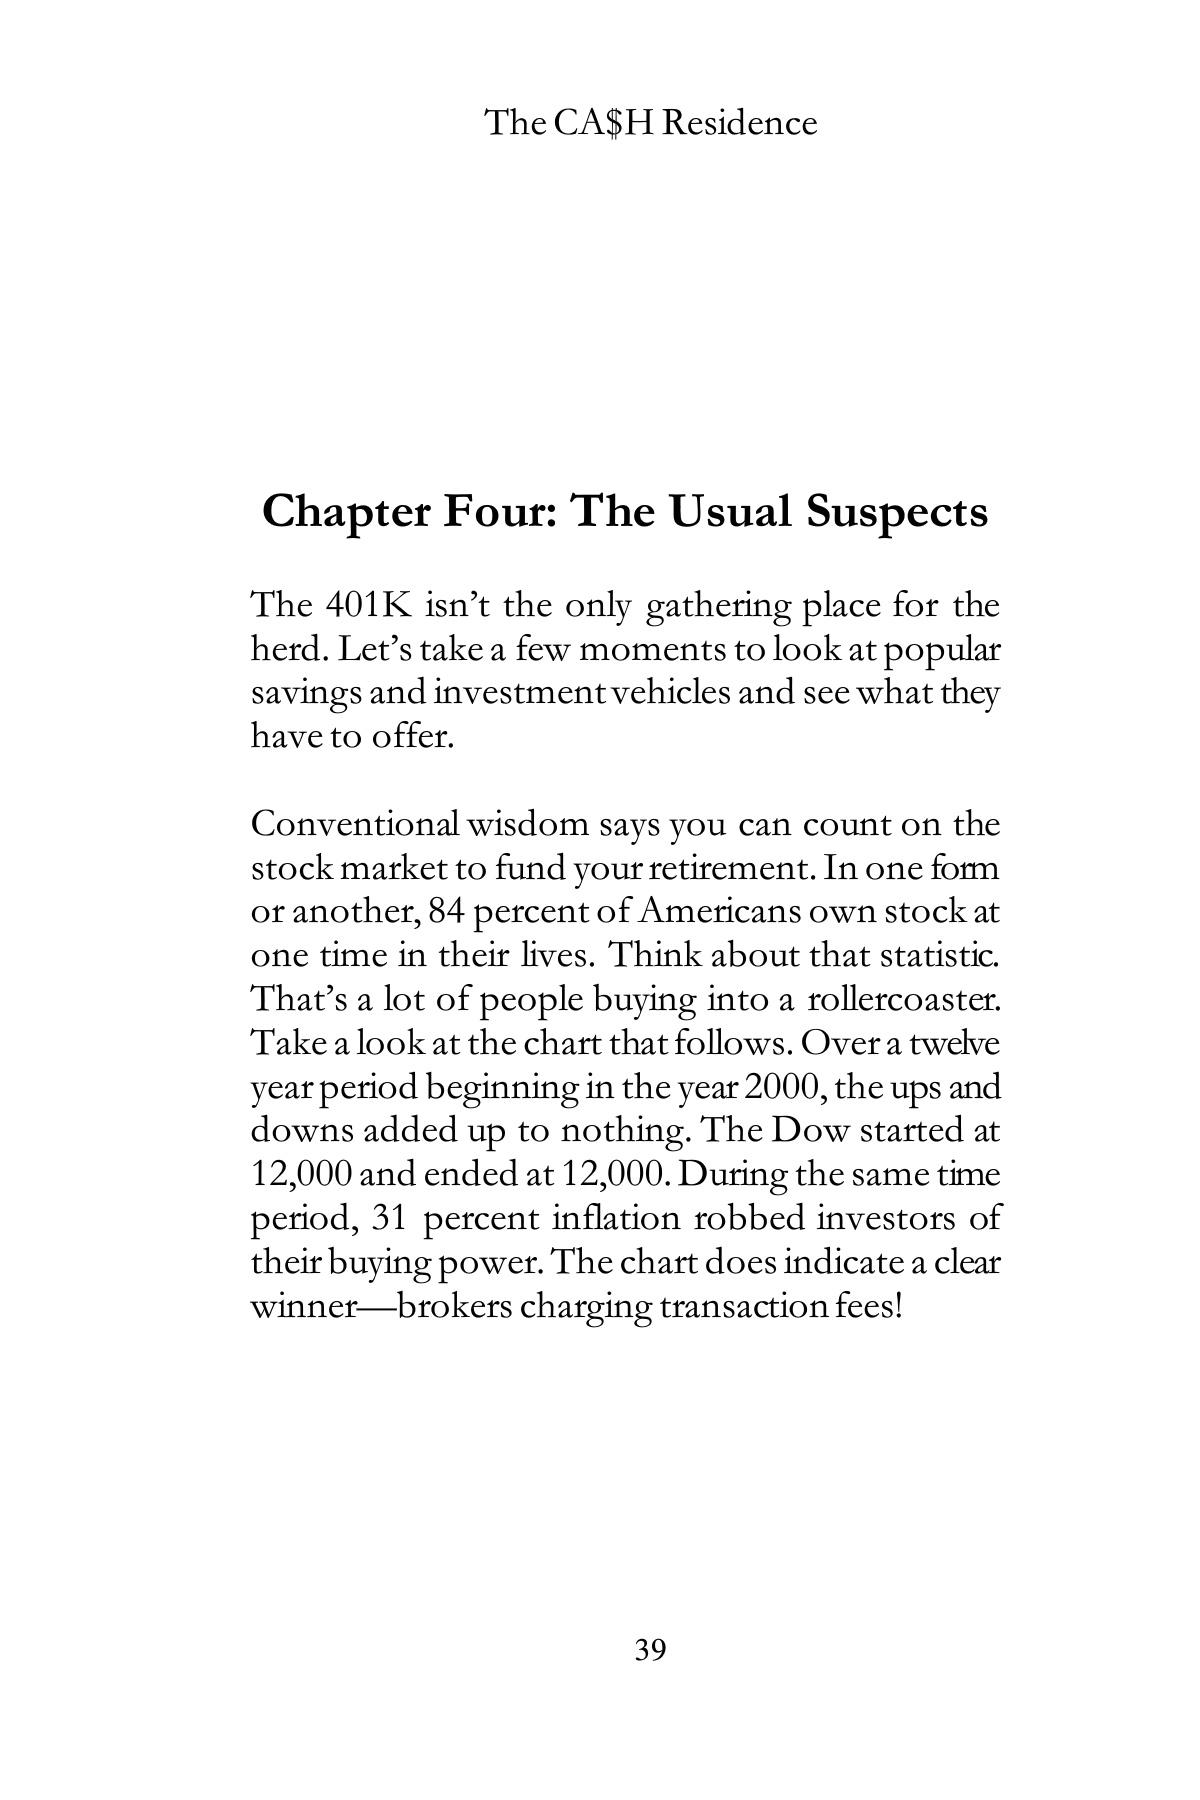 The CA$H Residence
Chapter Four: The Usual Suspects
The 401K isn’t the only gathering place for the
herd. Let’s take a few moments to look at popular
savings and investment vehicles and see what they
have to offer.
Conventional wisdom says you can count on the
stock market to fund your retirement. In one form
or another, 84 percent of Americans own stock at
one time in their lives. Think about that statistic.
That’s a lot of people buying into a rollercoaster.
Take a look at the chart that follows. Over a twelve
year period beginning in the year 2000, the ups and
downs added up to nothing. The Dow started at
12,000 and ended at 12,000. During the same time
period, 31 percent inflation robbed investors of
their buying power. The chart does indicate a clear
winner—brokers charging transaction fees!
39